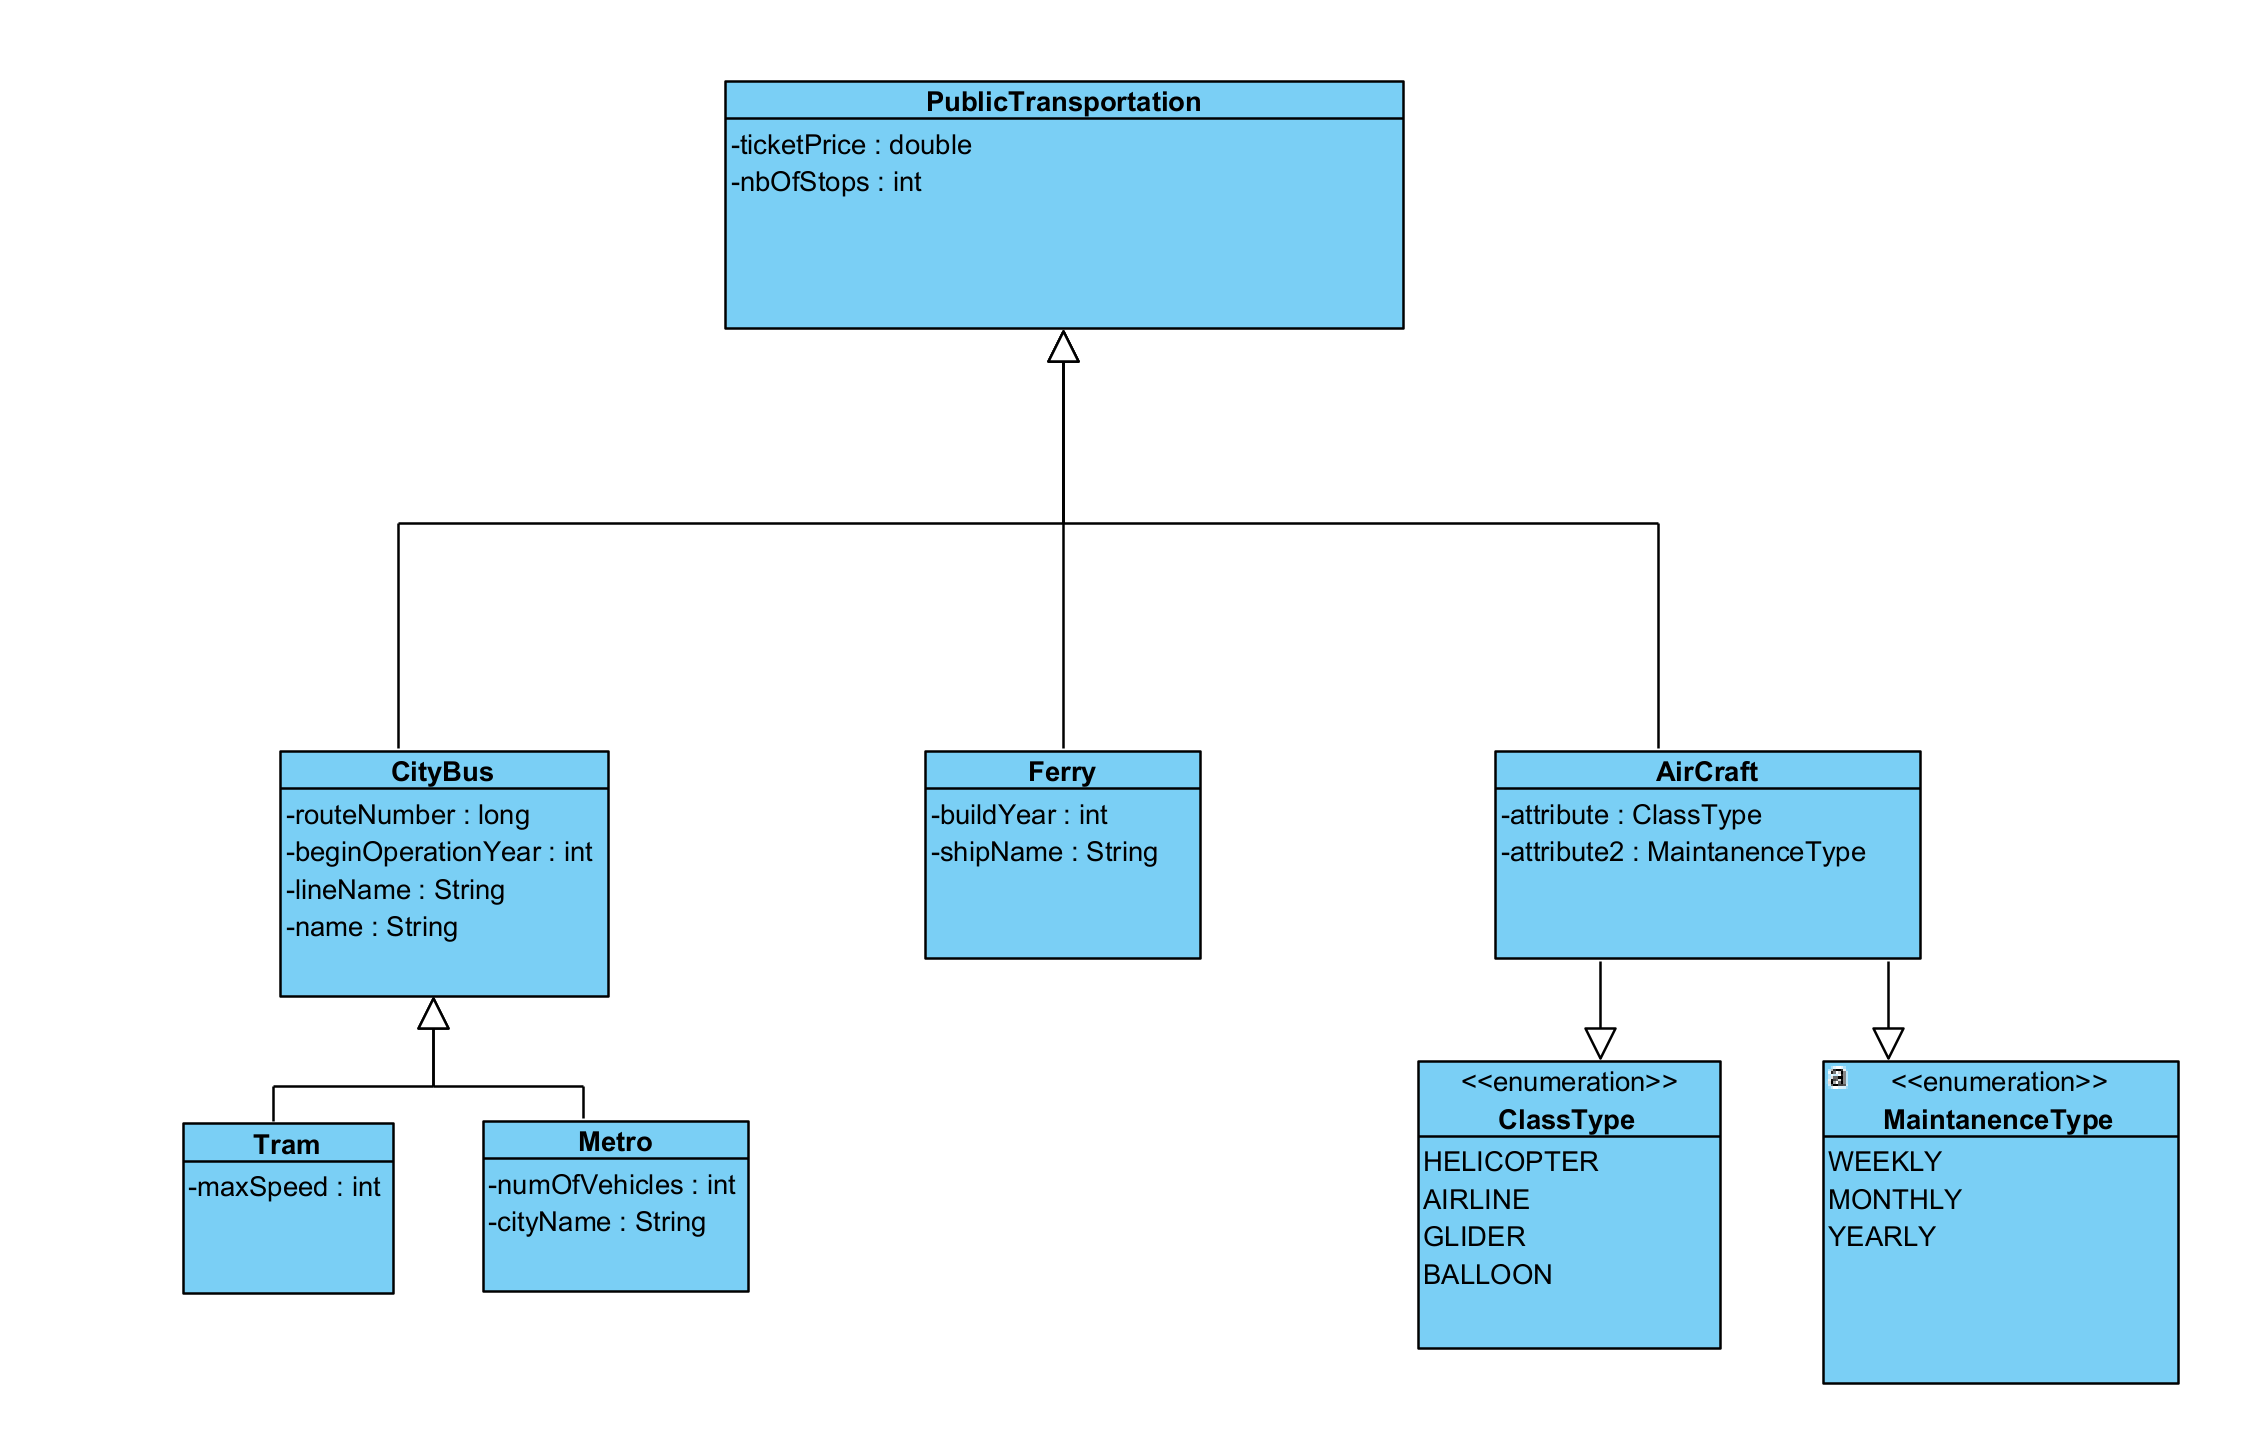 PublicTransportation
-ticketPrice : double
-nbOfStops : int
CityBus
-routeNumber : long
-beginOperationYear : int
-lineName : String
-name : String
Ferry
-buildYear : int
-shipName : String
AirCraft
-attribute : ClassType
-attribute2 : MaintanenceType
Tram
-maxSpeed : int
Metro
-numOfVehicles : int
-cityName : String
<<enumeration>>
ClassType
HELICOPTER
AIRLINE
GLIDER
BALLOON
a
<<enumeration>>
MaintanenceType
WEEKLY
MONTHLY
YEARLY